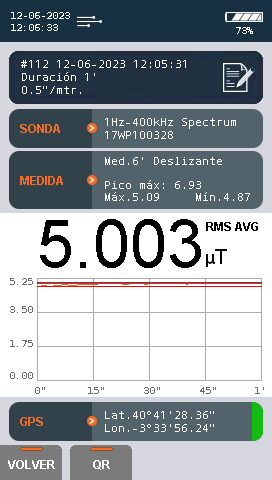 12-06-2023
12:06:33
73%
#112 12-06-2023 12:05:31
Duración 1'
0.5"/mtr.
SONDA
1Hz-400kHz Spectrum
17WP100328
MEDIDA
Med.6' Deslizante
Pico máx: 6.93
Máx.5.09 Mín.4.87
5.003 RMS AVG
µT
5.25
3.50
1.75
0.00
0" 15" 30" 45" 1'
GPS
Lat.40°41'28.36"
Lon.-3°33'56.24"
VOLVER QR